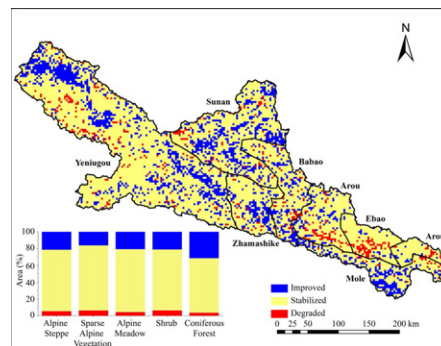 N
Sunan
Babao
Yeniugou
Arou
Ebao
Arou
Zhamashike
Mole
Area (%)
100
80
60
40
20
0
Alpine Steppe
Sparse Alpine Vegetation
Alpine Meadow
Shrub
Coniferous Forest
Improved
Stabilized
Degraded
0 25 50 100 150 200 km